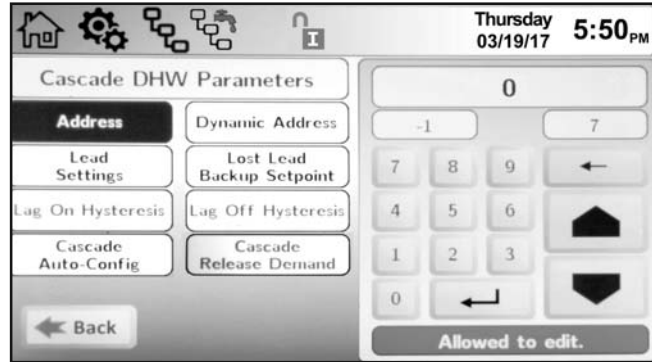 I
Thursday
03/19/17
5:50 PM
Cascade DHW Parameters
Address
Dynamic Address
Lead
Settings
Lost Lead
Backup Setpoint
Lag On Hysteresis
Lag Off Hysteresis
Cascade
Auto-Config
Cascade
Release Demand
Back
0
-1
7
7 8 9
4 5 6
1 2 3
0
Allowed to edit.